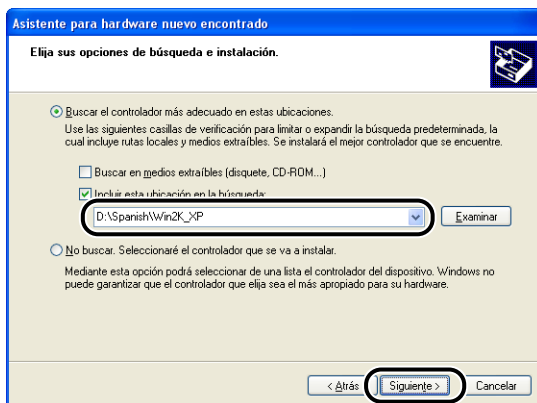 Asistente para hardware nuevo encontrado
Elija sus opciones de búsqueda e instalación.
Buscar el controlador más adecuado en estas ubicaciones.
Use las siguientes casillas de verificación para limitar o expandir la búsqueda predeterminada, la
cual incluye rutas locales y medios extraíbles. Se instalará el mejor controlador que se encuentre.
Buscar en medios extraíbles (disquete, CD-ROM...)
Incluir esta ubicación en la búsqueda:
D:\Spanish\Win2K_XP
Examinar
No buscar. Seleccionaré el controlador que se va a instalar.
Mediante esta opción podrá seleccionar de una lista el controlador del dispositivo. Windows no
puede garantizar que el controlador que elija sea el más apropiado para su hardware.
< Atrás Siguiente > Cancelar